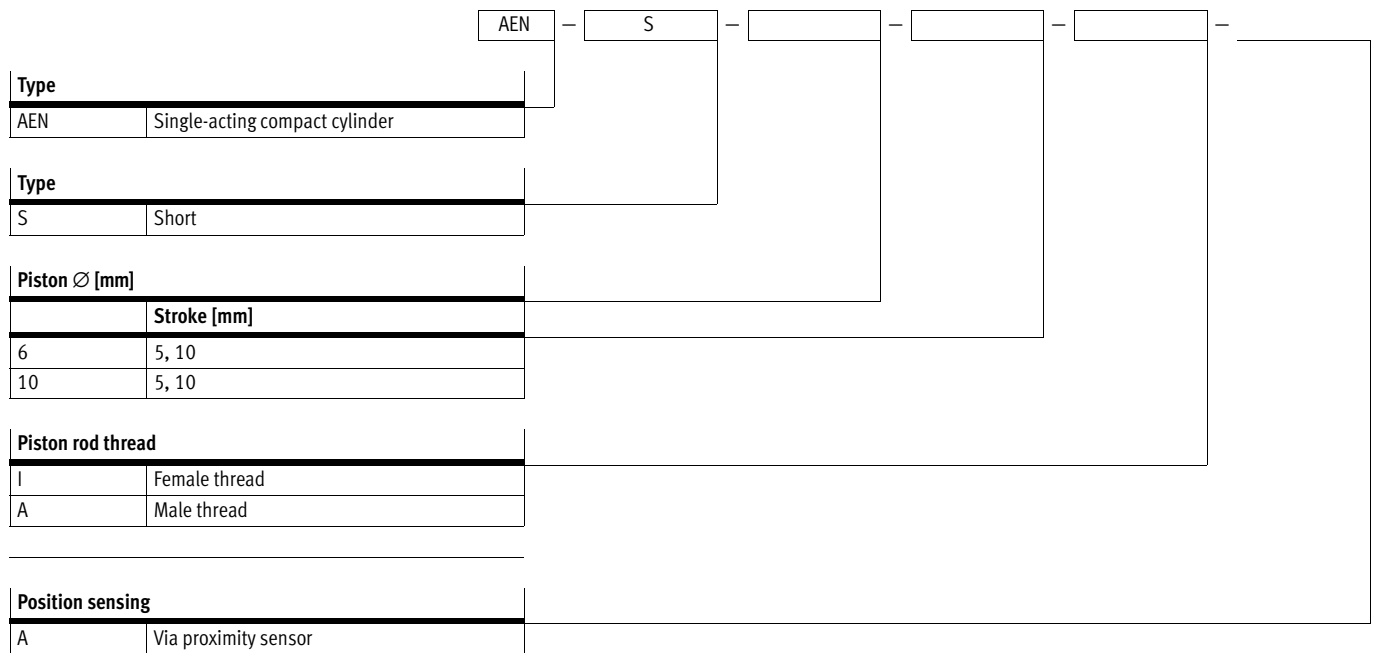 AEN – S – – – –
Type
AEN Single-acting compact cylinder
Type
S Short
Piston ∅ [mm]
Stroke [mm]
6 5, 10
10 5, 10
Piston rod thread
I Female thread
A Male thread
Position sensing
A Via proximity sensor